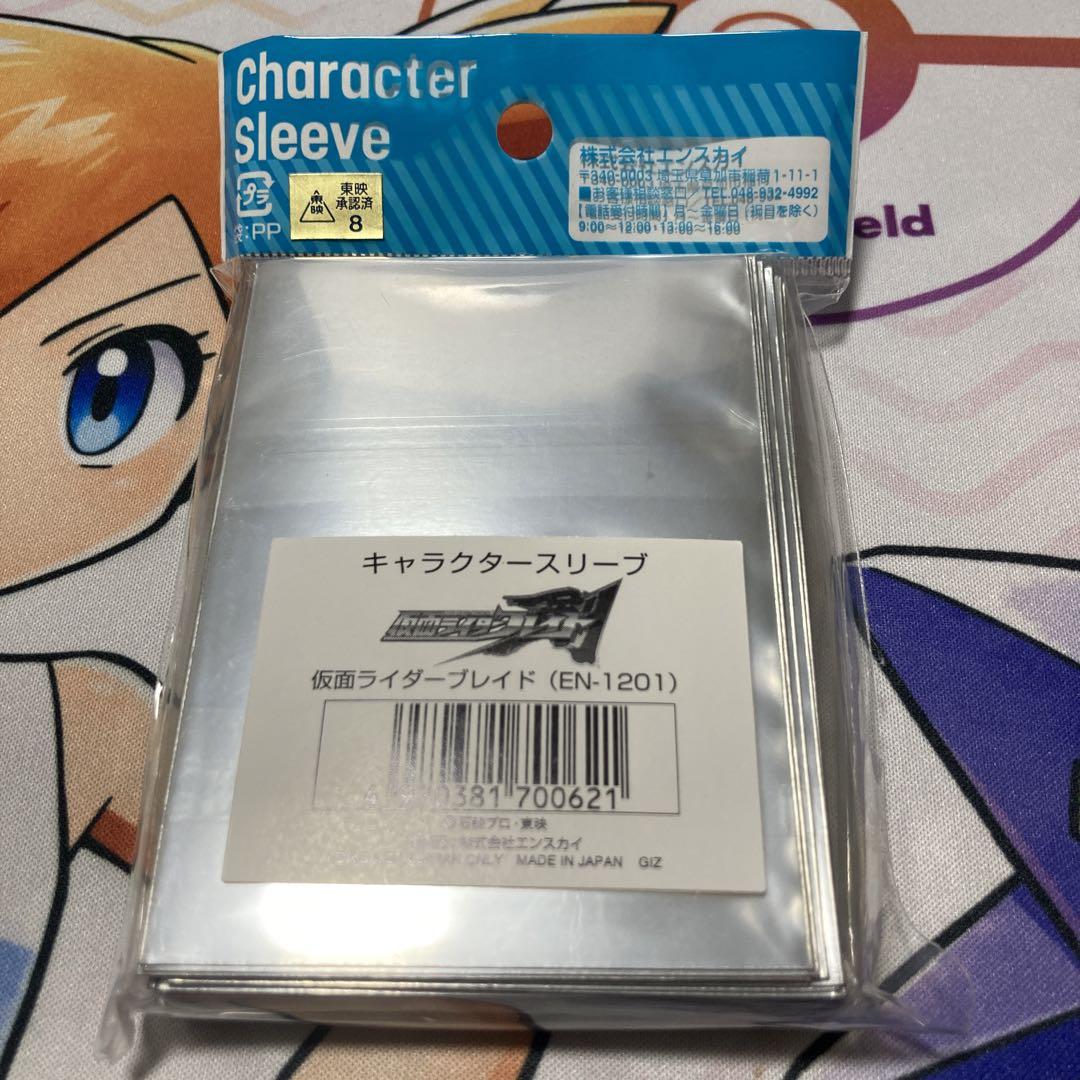 Character
Sleeve
株式会社エンスカイ
〒340-0003 埼玉県草加市稲荷1-11-1
■お客様相談窓口/TEL.048-932-4992
【電話受付時間】月～金曜日(祝日を除く)
9:00～12:00・13:00～16:00
プラ
:PP
東映
東映
承認済
8
eld
キャラクタースリーブ
仮面ライダーブレイド
仮面ライダーブレイド (EN-1201)
700621
石森プロ・東映
株式会社エンスカイ
ONLY MADE IN JAPAN GIZ